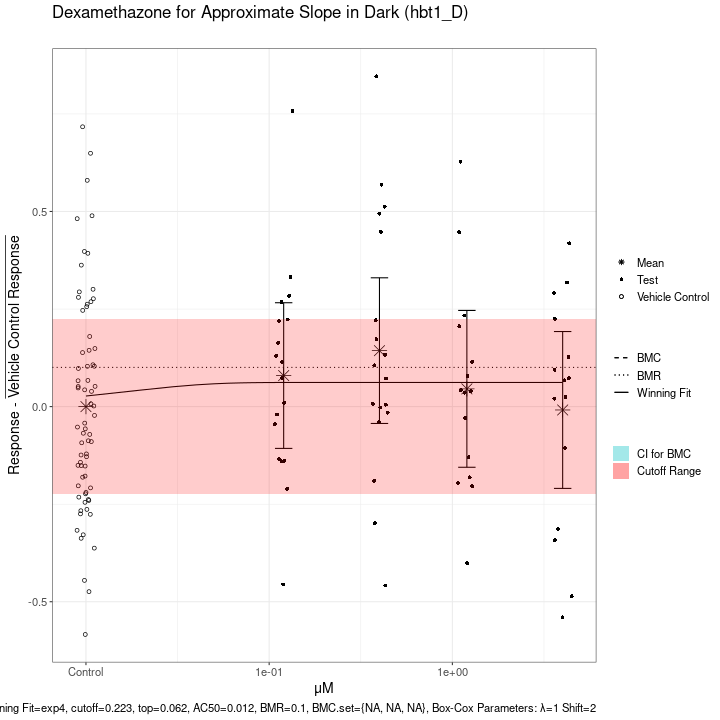 Dexamethazone for Approximate Slope in Dark (hbt1_D)
Response - Vehicle Control Response
0.5
0.0
-0.5
Control
1e-01
1e+00
μM
Mean
Test
Vehicle Control
BMC
BMR
Winning Fit
CI for BMC
Cutoff Range
ning Fit=exp4, cutoff=0.223, top=0.062, AC50=0.012, BMR=0.1, BMC.set={NA, NA, NA}, Box-Cox Parameters: λ=1 Shift=2